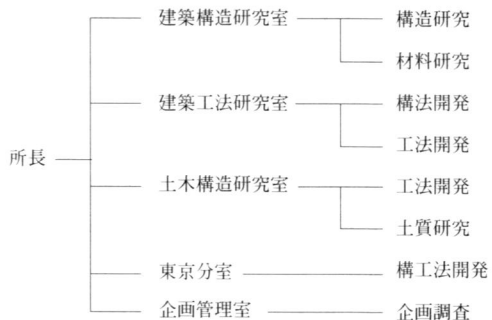 建築構造研究室 構造研究
材料研究
建築工法研究室 構法開発
工法開発
所長
土木構造研究室 工法開発
土質研究
東京分室 構工法開発
企画管理室 企画調査